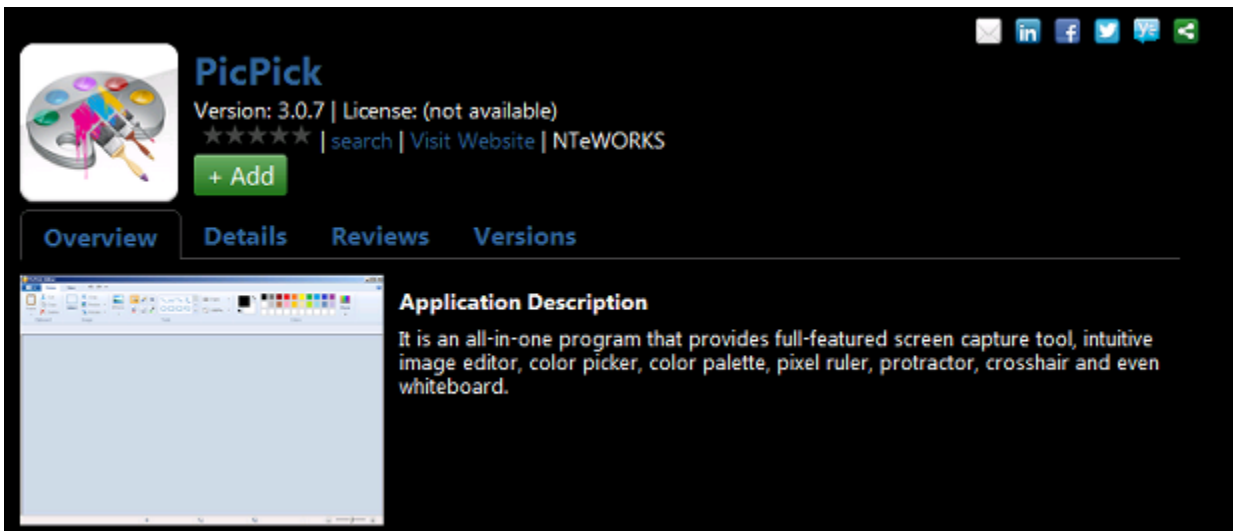 PicPick
Version: 3.0.7 | License: (not available)
| search | Visit Website | NTeWORKS
+ Add
Overview Details Reviews Versions
Application Description
It is an all-in-one program that provides full-featured screen capture tool, intuitive
image editor, color picker, color palette, pixel ruler, protractor, crosshair and even
whiteboard.